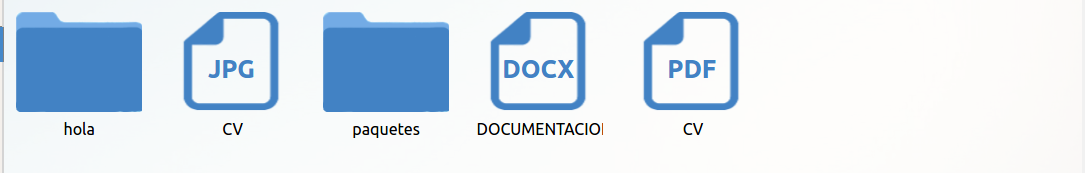 JPG DOCX PDF
hola CV paquetes DOCUMENTACIO CV